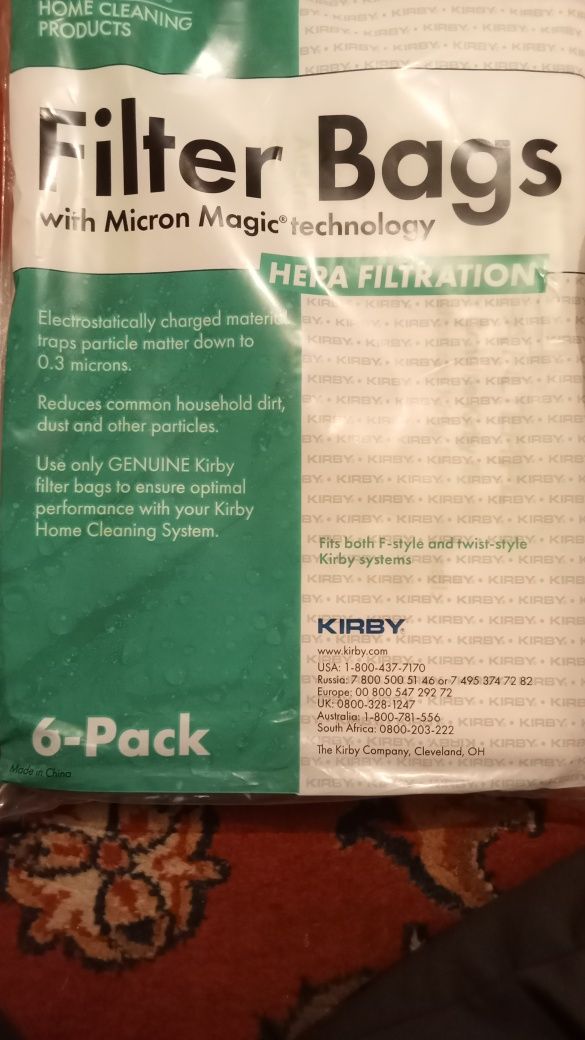 HOME CLEANING
PRODUCTS
Filter Bags
with Micron Magic® technology
HEPA FILTRATION
Electrostatically charged material
traps particle matter down to
0.3 microns.
Reduces common household dirt,
dust and other particles.
Use only GENUINE Kirby
filter bags to ensure optimal
performance with your Kirby
Home Cleaning System.
Fits both F-style and twist-style
Kirby systems
KIRBY
www.kirby.com
USA: 1-800-437-7170
Russia: 7 800 500 51 46 or 7 495 374 72 82
Europe: 00 800 547 292 72
UK: 0800-328-1247
Australia: 1-800-781-556
South Africa: 0800-203-222
The Kirby Company, Cleveland, OH
6-Pack
Made in China